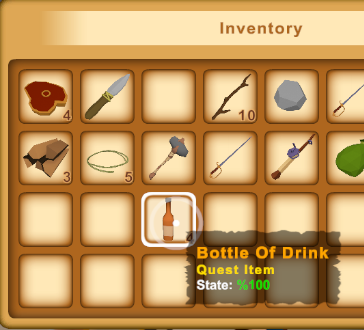 Inventory
4
10
3
5
Bottle Of Drink
Quest Item
State: %100